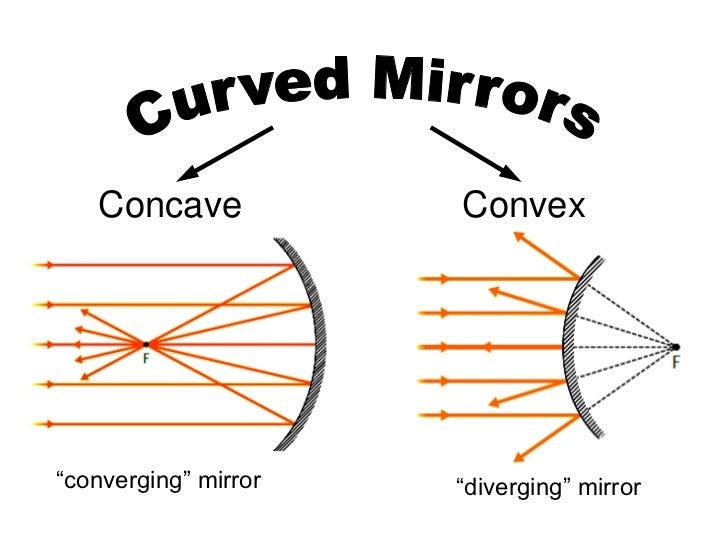 Curved Mirrors
Concave
Convex
F
F
“converging” mirror
“diverging” mirror